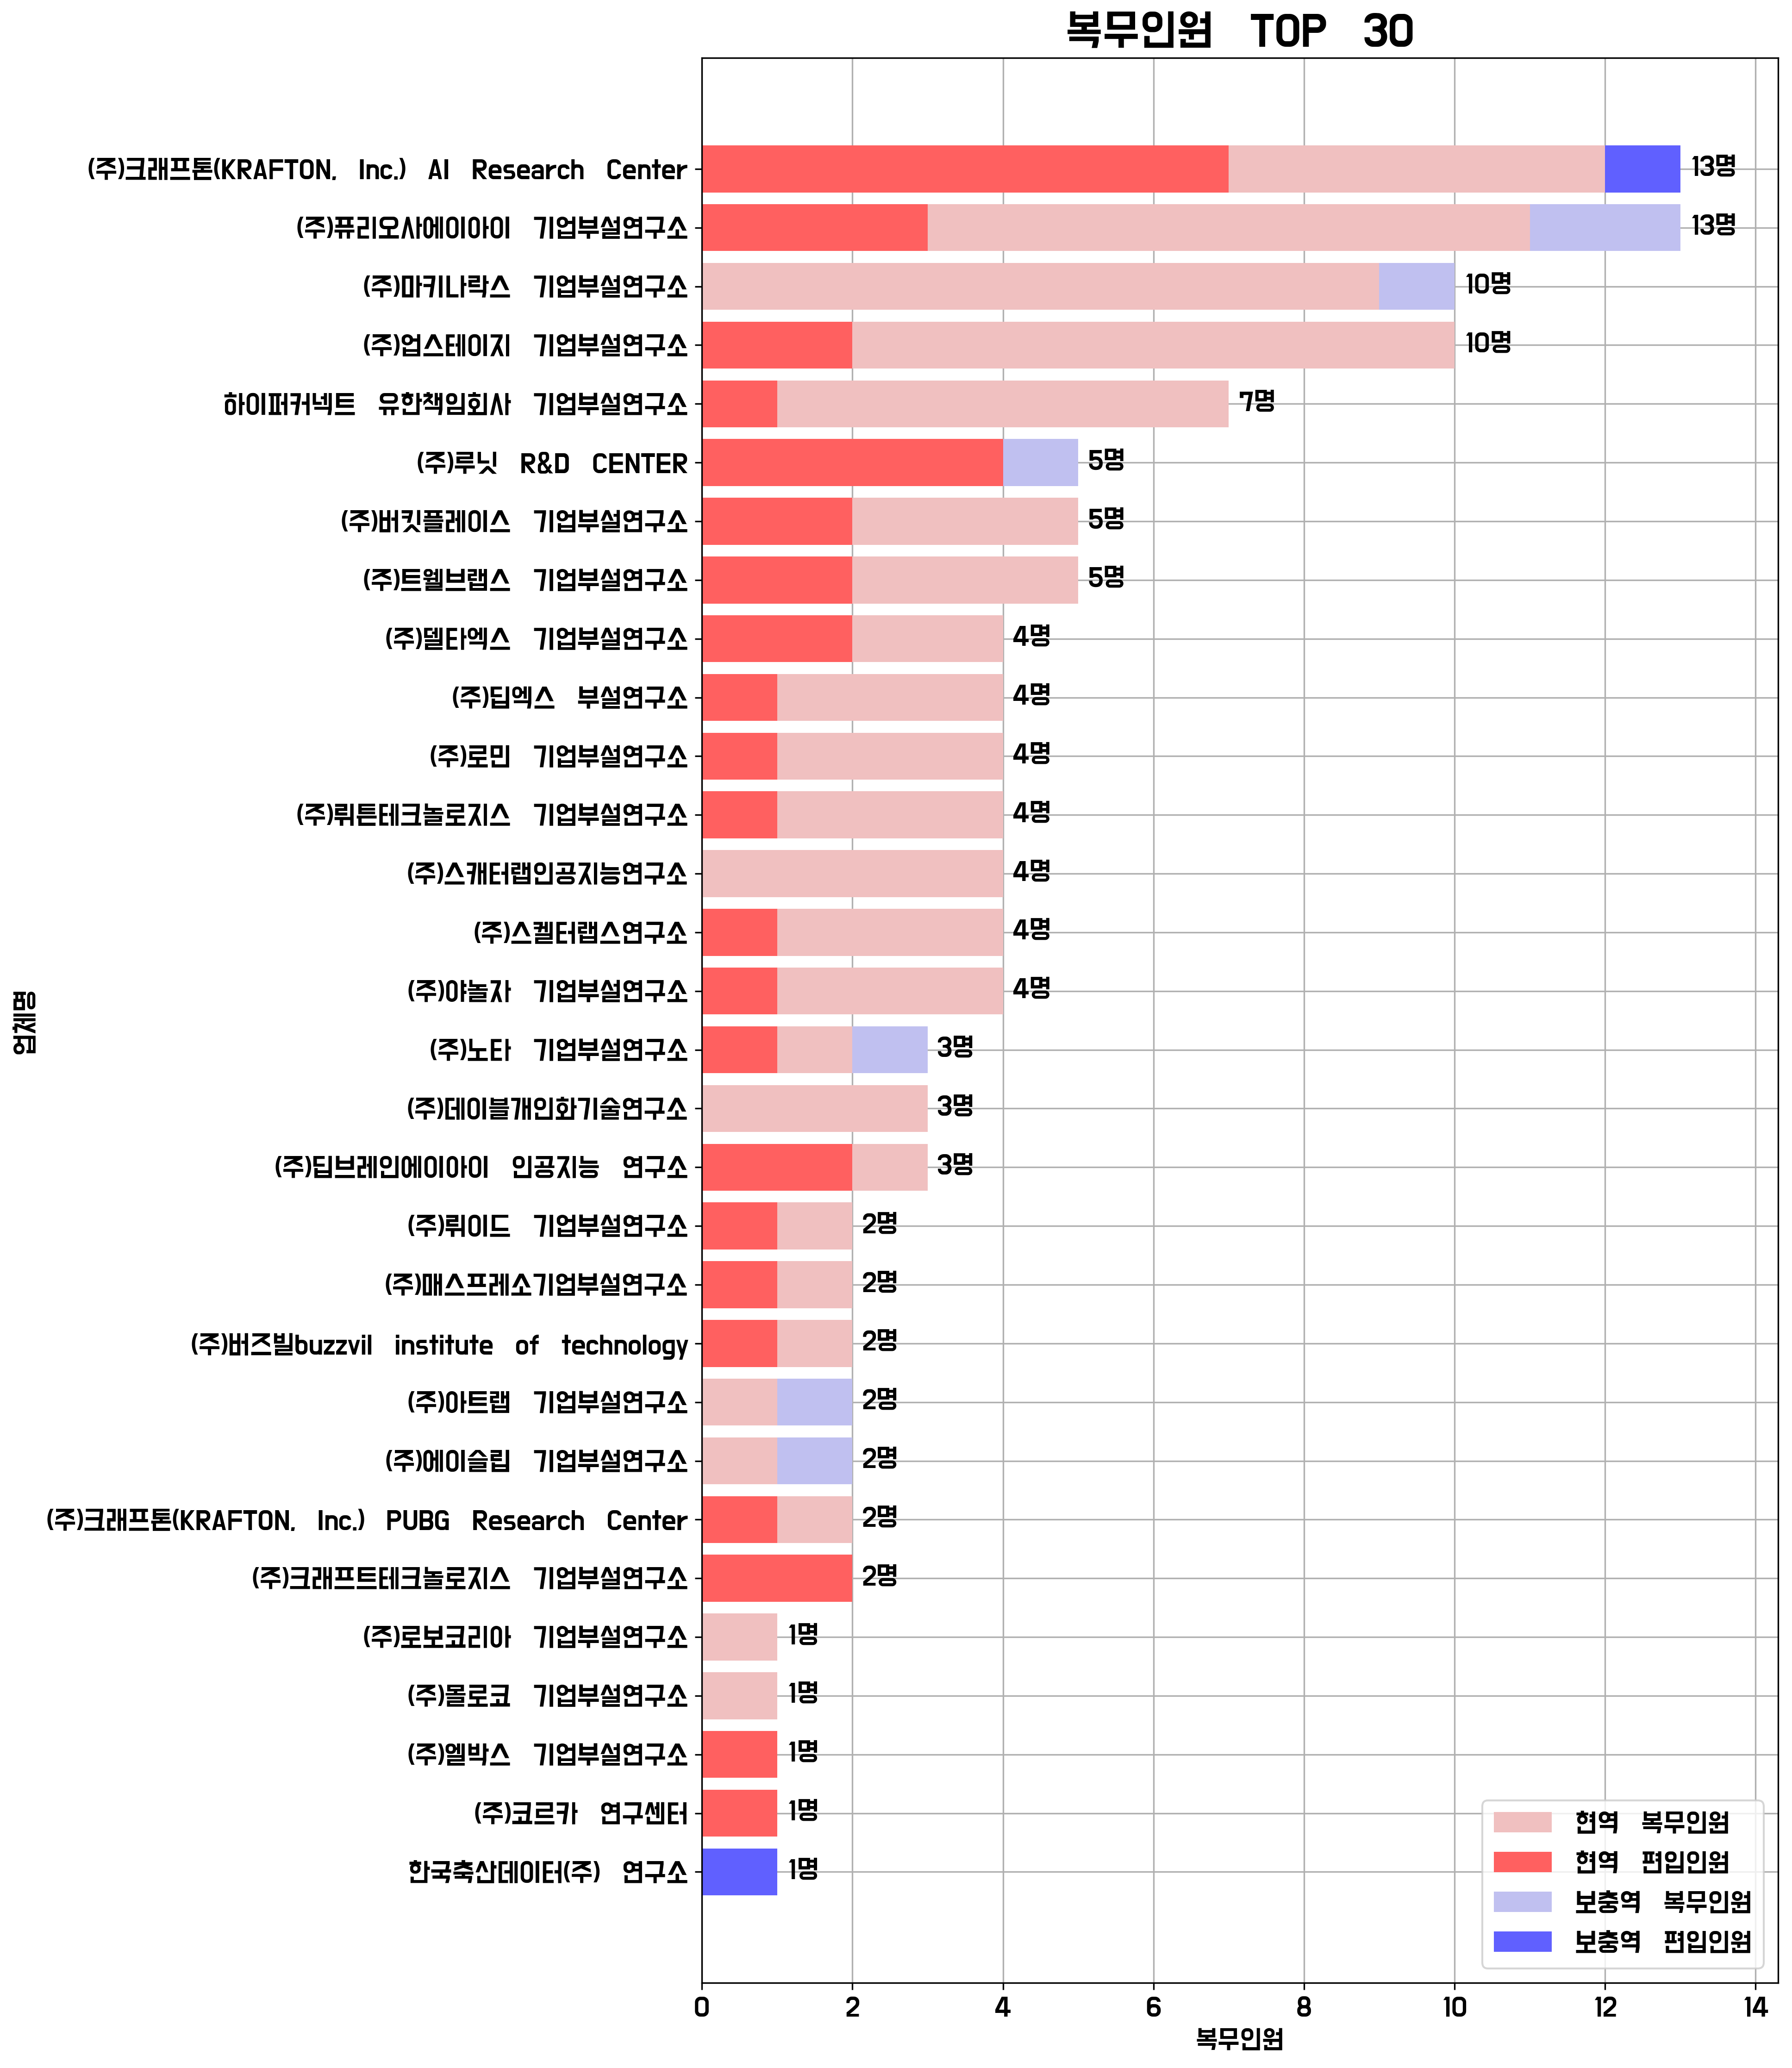 복무인원 TOP 30
(주)크래프톤(KRAFTON, Inc.) AI Research Center 13명
(주)퓨리오사에이아이 기업부설연구소 13명
(주)마키나락스 기업부설연구소 10명
(주)업스테이지 기업부설연구소 10명
하이퍼커넥트 유한책임회사 기업부설연구소 7명
(주)루닛 R&D CENTER 5명
(주)버킷플레이스 기업부설연구소 5명
(주)트웰브랩스 기업부설연구소 5명
(주)델타엑스 기업부설연구소 4명
(주)딥엑스 부설연구소 4명
(주)로민 기업부설연구소 4명
(주)뤼튼테크놀로지스 기업부설연구소 4명
(주)스캐터랩인공지능연구소 4명
(주)스켈터랩스연구소 4명
(주)야놀자 기업부설연구소 4명
(주)노타 기업부설연구소 3명
(주)데이블개인화기술연구소 3명
(주)딥브레인에이아이 인공지능 연구소 3명
(주)뤼이드 기업부설연구소 2명
(주)매스프레소기업부설연구소 2명
(주)버즈빌buzzvil institute of technology 2명
(주)아트랩 기업부설연구소 2명
(주)에이슬립 기업부설연구소 2명
(주)크래프톤(KRAFTON, Inc.) PUBG Research Center 2명
(주)크래프트테크놀로지스 기업부설연구소 2명
(주)로보코리아 기업부설연구소 1명
(주)몰로코 기업부설연구소 1명
(주)엘박스 기업부설연구소 1명
(주)코르카 연구센터 1명
한국축산데이터(주) 연구소 1명
업체명
현역 복무인원
현역 편입인원
보충역 복무인원
보충역 편입인원
0 2 4 6 8 10 12 14
복무인원